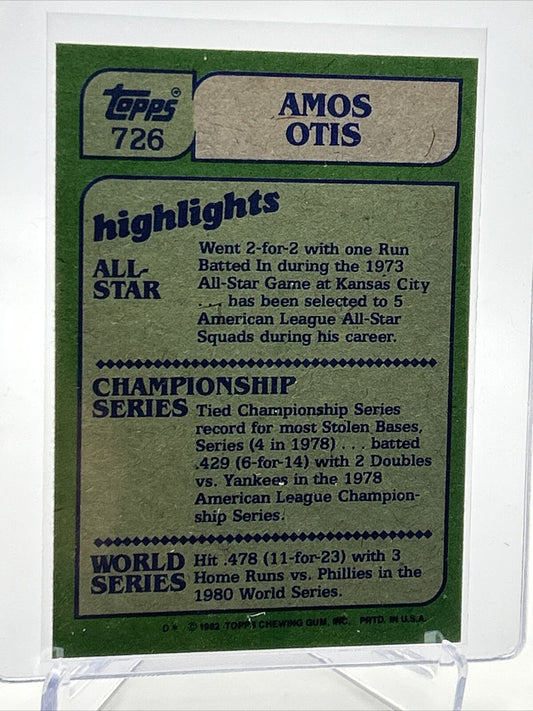 Topps®
726
AMOS
OTIS
highlights
ALL-
STAR
Went 2-for-2 with one Run
Batted In during the 1973
All-Star Game at Kansas City
. . . has been selected to 5
American League All-Star
Squads during his career.
CHAMPIONSHIP
SERIES
Tied Championship Series
record for most Stolen Bases,
Series (4 in 1978) . . . batted
.429 (6-for-14) with 2 Doubles
vs. Yankees in the 1978
American League Champion-
ship Series.
WORLD
SERIES
Hit .478 (11-for-23) with 3
Home Runs vs. Phillies in the
1980 World Series.
D* © 1982 TOPPS CHEWING GUM, INC. PRTD. IN U.S.A.